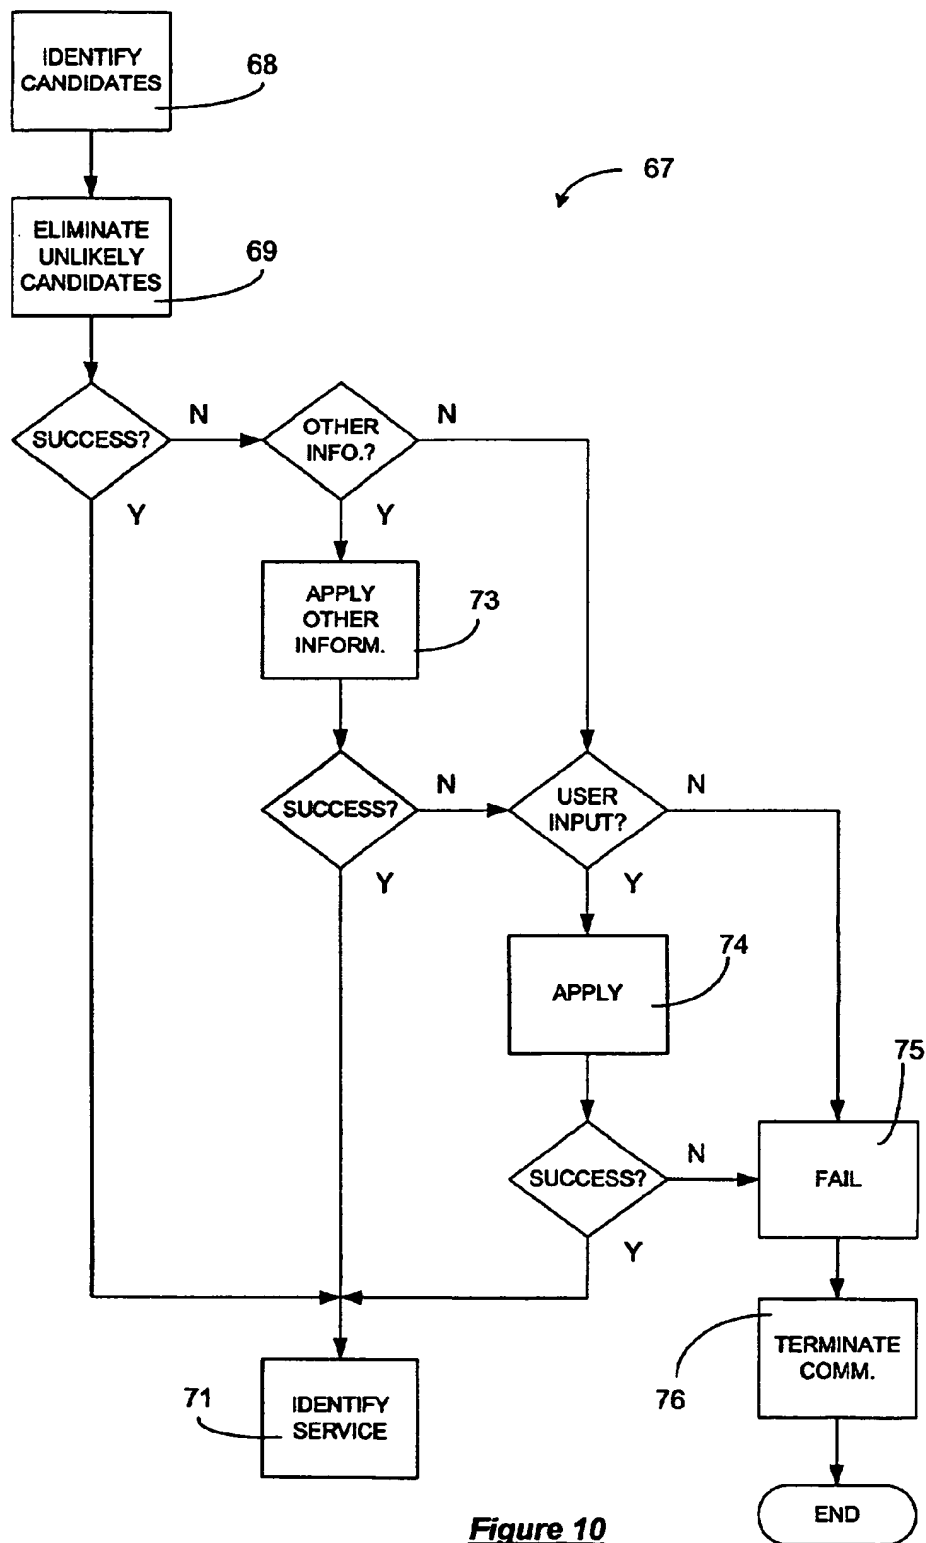 IDENTIFY
CANDIDATES
68
67
ELIMINATE
UNLIKELY
CANDIDATES
69
SUCCESS?
N
Y
OTHER
INFO.?
N
Y
APPLY
OTHER
INFORM.
73
SUCCESS?
N
Y
USER
INPUT?
N
Y
APPLY
74
SUCCESS?
N
Y
75
FAIL
TERMINATE
COMM.
76
71
IDENTIFY
SERVICE
END
Figure 10